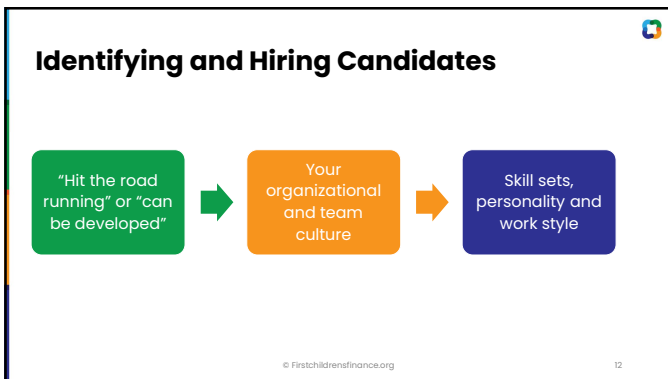 Identifying and Hiring Candidates
“Hit the road
running” or “can
be developed”
Your
organizational
and team
culture
Skill sets,
personality and
work style
© Firstchildrensfinance.org
12